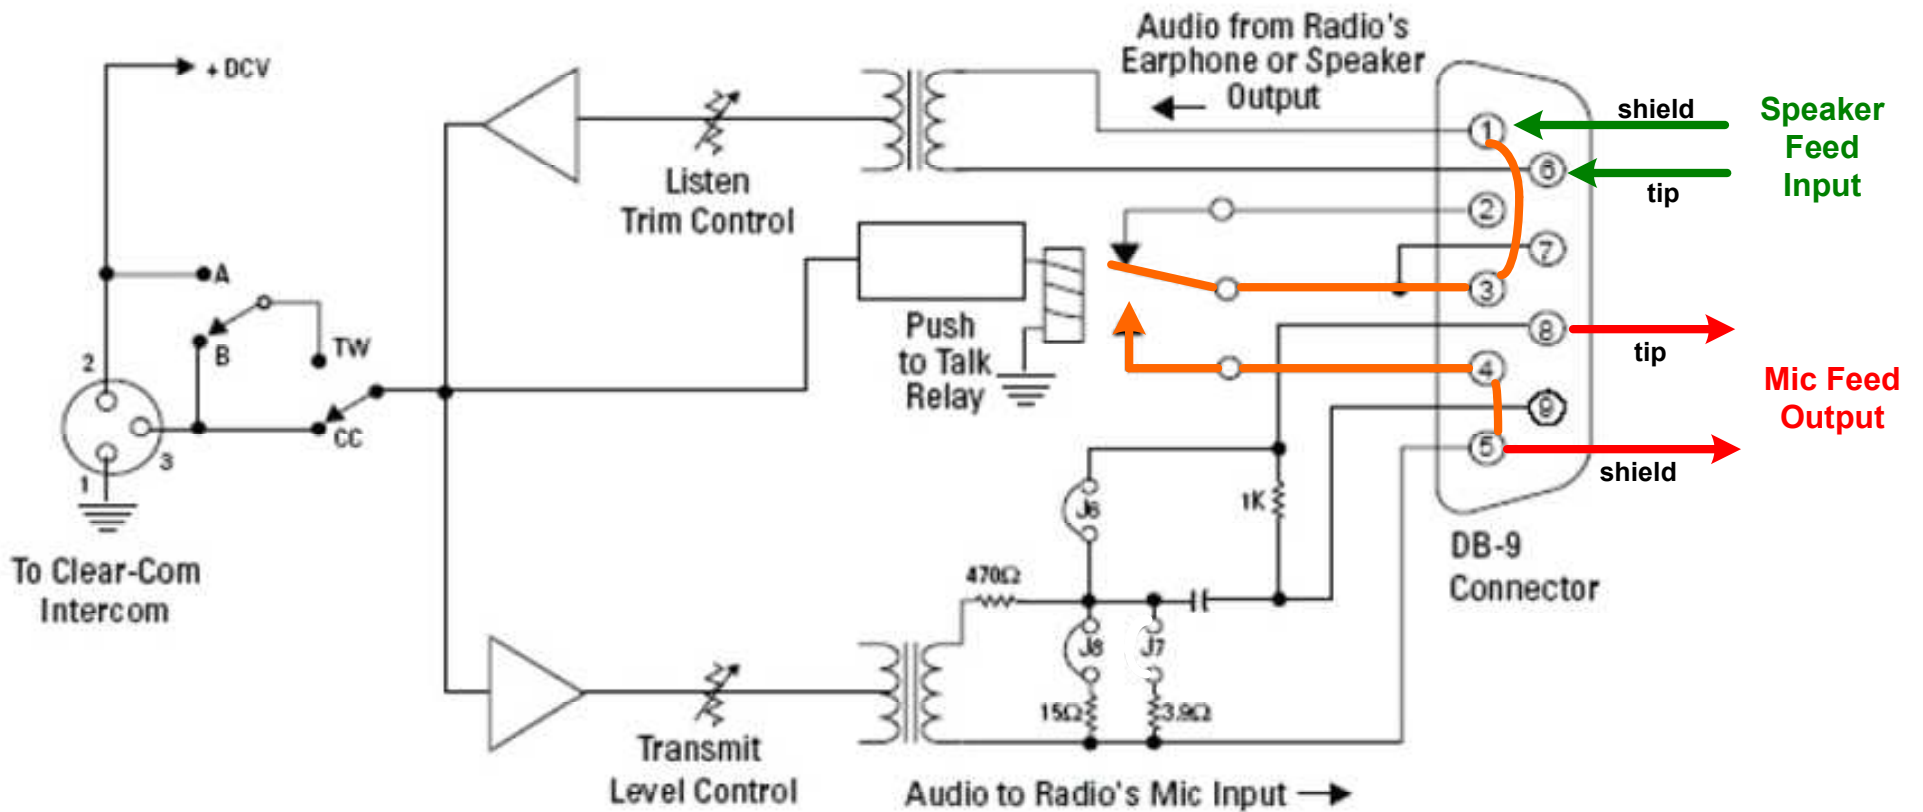 Audio from Radio's
Earphone or Speaker
Output
+ DCV
shield
Speaker
Feed
Input
tip
1
6
2
7
3
8
4
9
5
Listen
Trim Control
A
B
TW
CC
2
3
1
Push
to Talk
Relay
tip
Mic Feed
Output
shield
To Clear-Com
Intercom
J6
1K
DB-9
Connector
470Ω
J8
J7
15Ω
3.9Ω
Transmit
Level Control
Audio to Radio's Mic Input